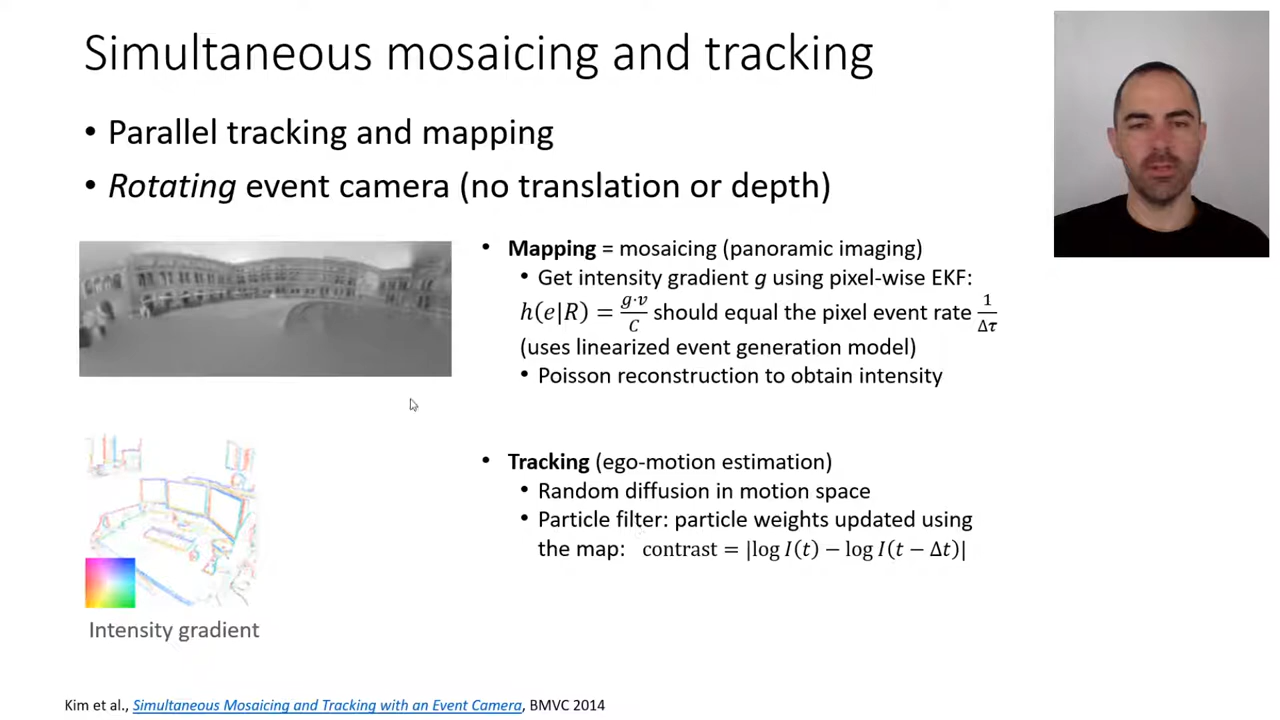 Simultaneous mosaicing and tracking
• Parallel tracking and mapping
• Rotating event camera (no translation or depth)
• Mapping = mosaicing (panoramic imaging)
• Get intensity gradient g using pixel-wise EKF:
h(e|R) = g·v/C should equal the pixel event rate 1/Δτ
(uses linearized event generation model)
• Poisson reconstruction to obtain intensity
• Tracking (ego-motion estimation)
• Random diffusion in motion space
• Particle filter: particle weights updated using
the map: contrast = |log I(t) − log I(t − Δt)|
Intensity gradient
Kim et al., Simultaneous Mosaicing and Tracking with an Event Camera, BMVC 2014